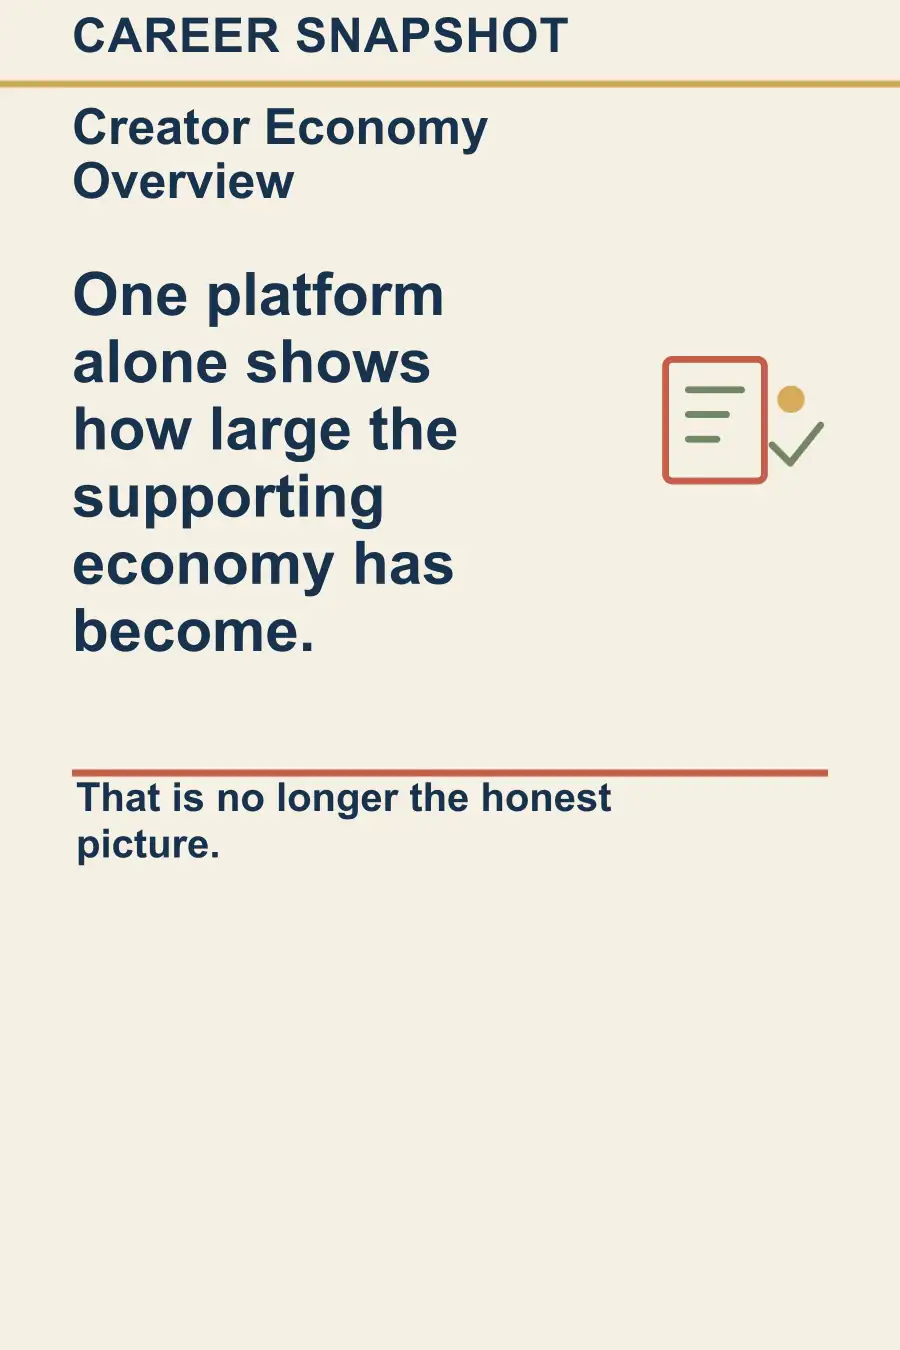 CAREER SNAPSHOT
Creator Economy
Overview
One platform
alone shows
how large the
supporting
economy has
become.
That is no longer the honest
picture.